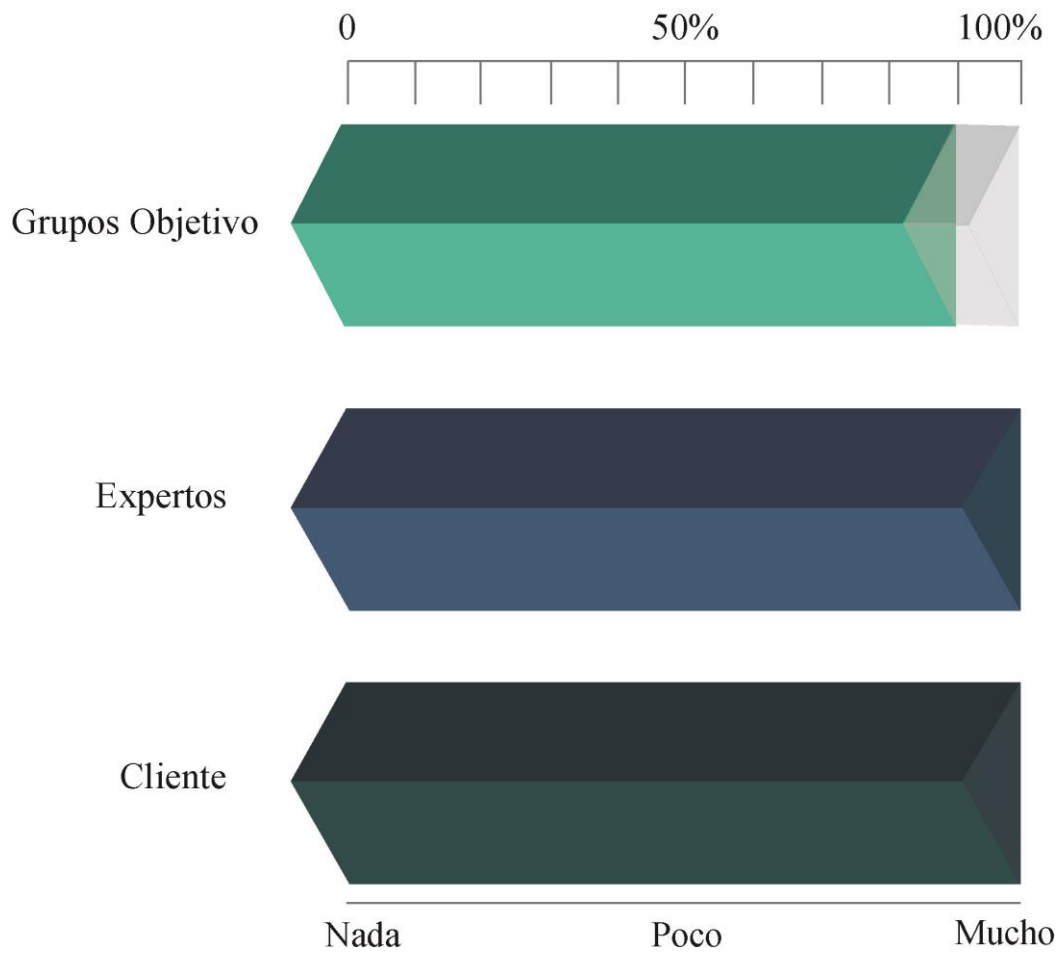 0 50% 100%
Grupos Objetivo
Expertos
Cliente
Nada Poco Mucho